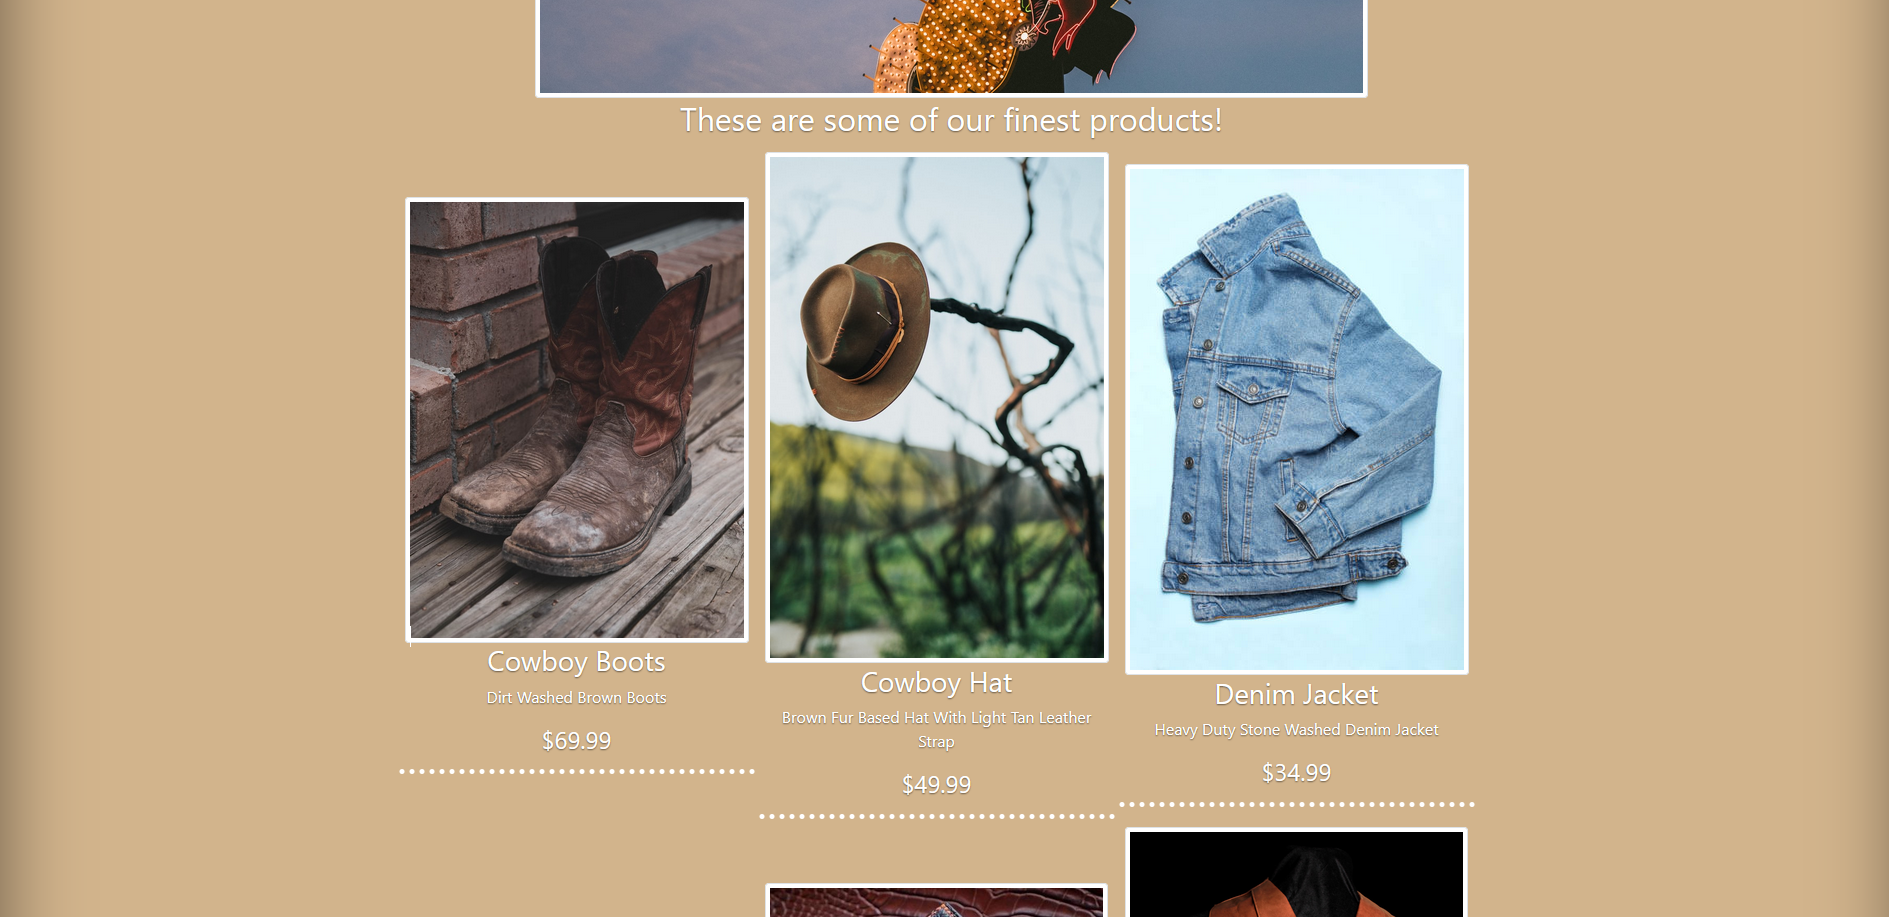 These are some of our finest products!
Cowboy Boots
Dirt Washed Brown Boots
$69.99
Cowboy Hat
Brown Fur Based Hat With Light Tan Leather
Strap
$49.99
Denim Jacket
Heavy Duty Stone Washed Denim Jacket
$34.99